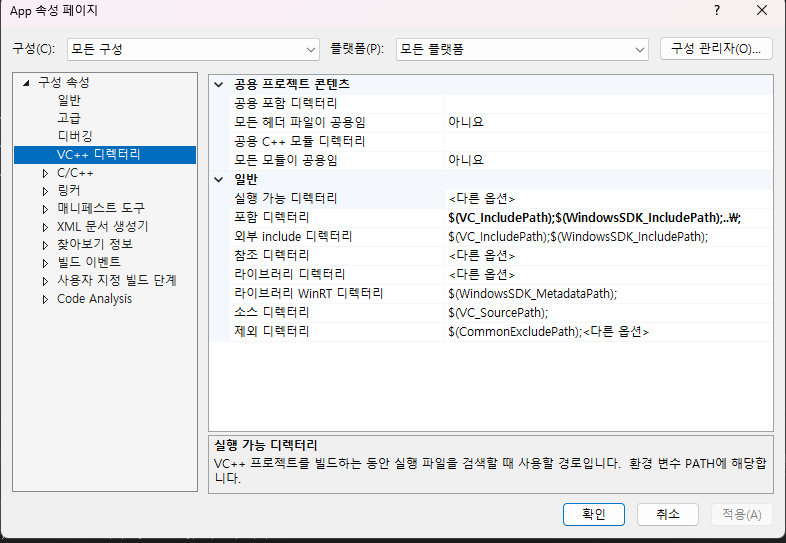 App 속성 페이지
구성(C): 모든 구성 플랫폼(P): 모든 플랫폼 구성 관리자(O)...
구성 속성
일반
고급
디버깅
VC++ 디렉터리
C/C++
링커
매니페스트 도구
XML 문서 생성기
찾아보기 정보
빌드 이벤트
사용자 지정 빌드 단계
Code Analysis
공용 프로젝트 콘텐츠
공용 포함 디렉터리
모든 헤더 파일이 공용임 아니요
공용 C++ 모듈 디렉터리
모든 모듈이 공용임 아니요
일반
실행 가능 디렉터리 <다른 옵션>
포함 디렉터리 $(VC_IncludePath);$(WindowsSDK_IncludePath);..₩;
외부 include 디렉터리 $(VC_IncludePath);$(WindowsSDK_IncludePath);
참조 디렉터리 <다른 옵션>
라이브러리 디렉터리 <다른 옵션>
라이브러리 WinRT 디렉터리 $(WindowsSDK_MetadataPath);
소스 디렉터리 $(VC_SourcePath);
제외 디렉터리 $(CommonExcludePath);<다른 옵션>
실행 가능 디렉터리
VC++ 프로젝트를 빌드하는 동안 실행 파일을 검색할 때 사용할 경로입니다. 환경 변수 PATH에 해당합
니다.
확인 취소 적용(A)